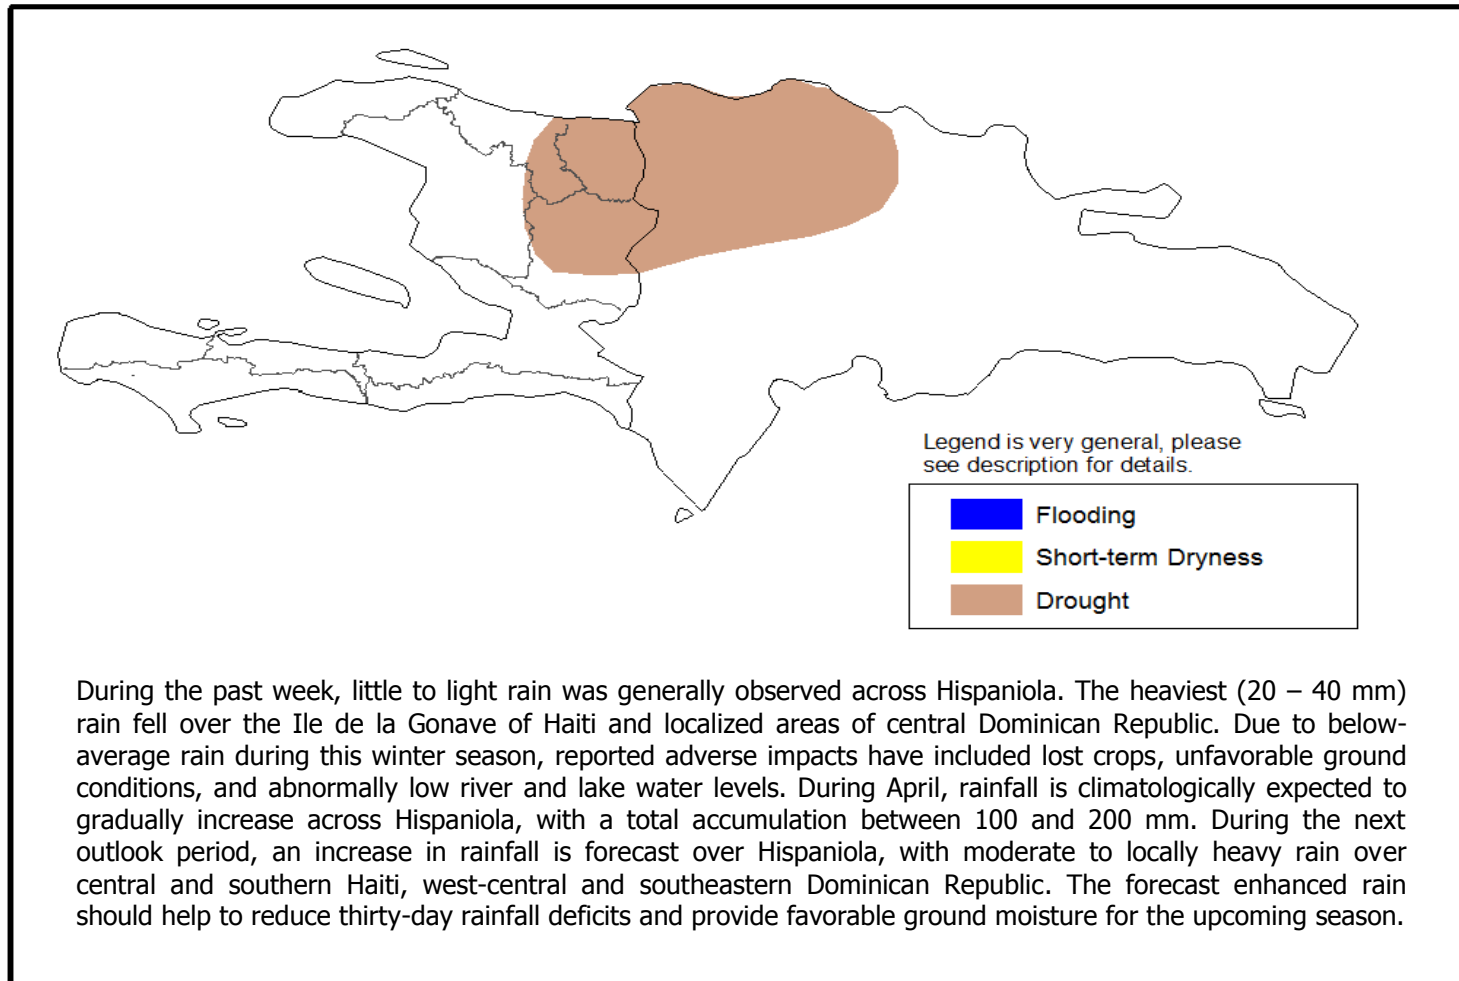 Legend is very general, please
see description for details.
Flooding
Short-term Dryness
Drought
During the past week, little to light rain was generally observed across Hispaniola. The heaviest (20 – 40 mm)
rain fell over the Ile de la Gonave of Haiti and localized areas of central Dominican Republic. Due to below-
average rain during this winter season, reported adverse impacts have included lost crops, unfavorable ground
conditions, and abnormally low river and lake water levels. During April, rainfall is climatologically expected to
gradually increase across Hispaniola, with a total accumulation between 100 and 200 mm. During the next
outlook period, an increase in rainfall is forecast over Hispaniola, with moderate to locally heavy rain over
central and southern Haiti, west-central and southeastern Dominican Republic. The forecast enhanced rain
should help to reduce thirty-day rainfall deficits and provide favorable ground moisture for the upcoming season.